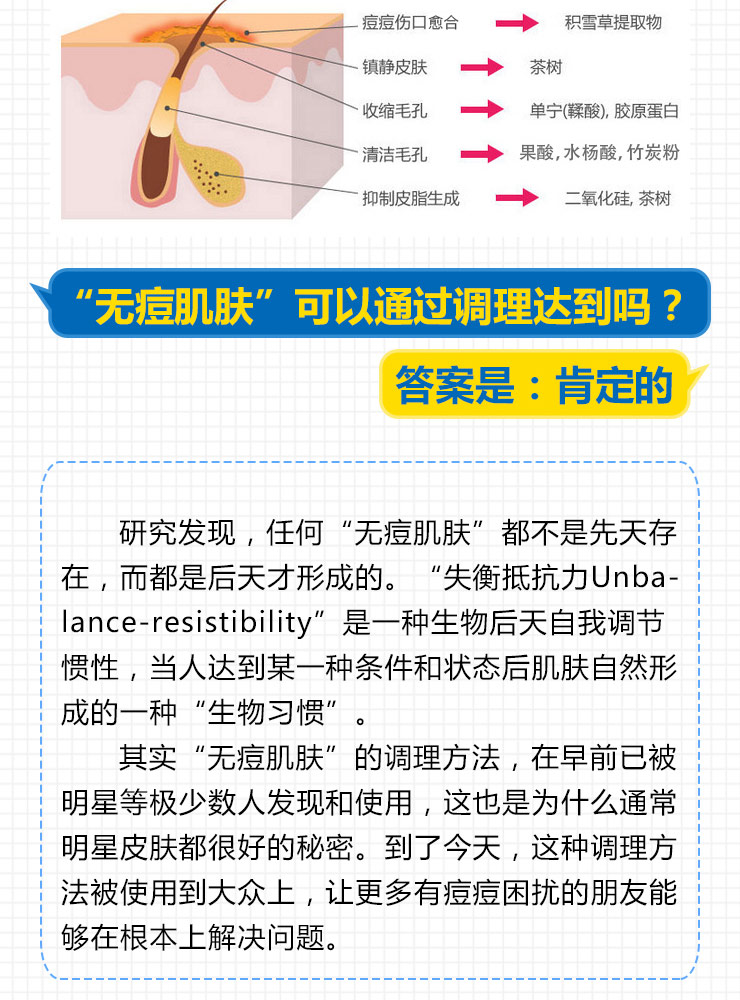 痘痘伤口愈合 积雪草提取物
镇静皮肤 茶树
收缩毛孔 单宁(鞣酸), 胶原蛋白
清洁毛孔 果酸, 水杨酸, 竹炭粉
抑制皮脂生成 二氧化硅, 茶树
“无痘肌肤”可以通过调理达到吗？
答案是：肯定的
研究发现，任何“无痘肌肤”都不是先天存
在，而都是后天才形成的。“失衡抵抗力Unba-
lance-resistibility”是一种生物后天自我调节
惯性，当人达到某一种条件和状态后肌肤自然形
成的一种“生物习惯”。
其实“无痘肌肤”的调理方法，在早前已被
明星等极少数人发现和使用，这也是为什么通常
明星皮肤都很好的秘密。到了今天，这种调理方
法被使用到大众上，让更多有痘痘困扰的朋友能
够在根本上解决问题。